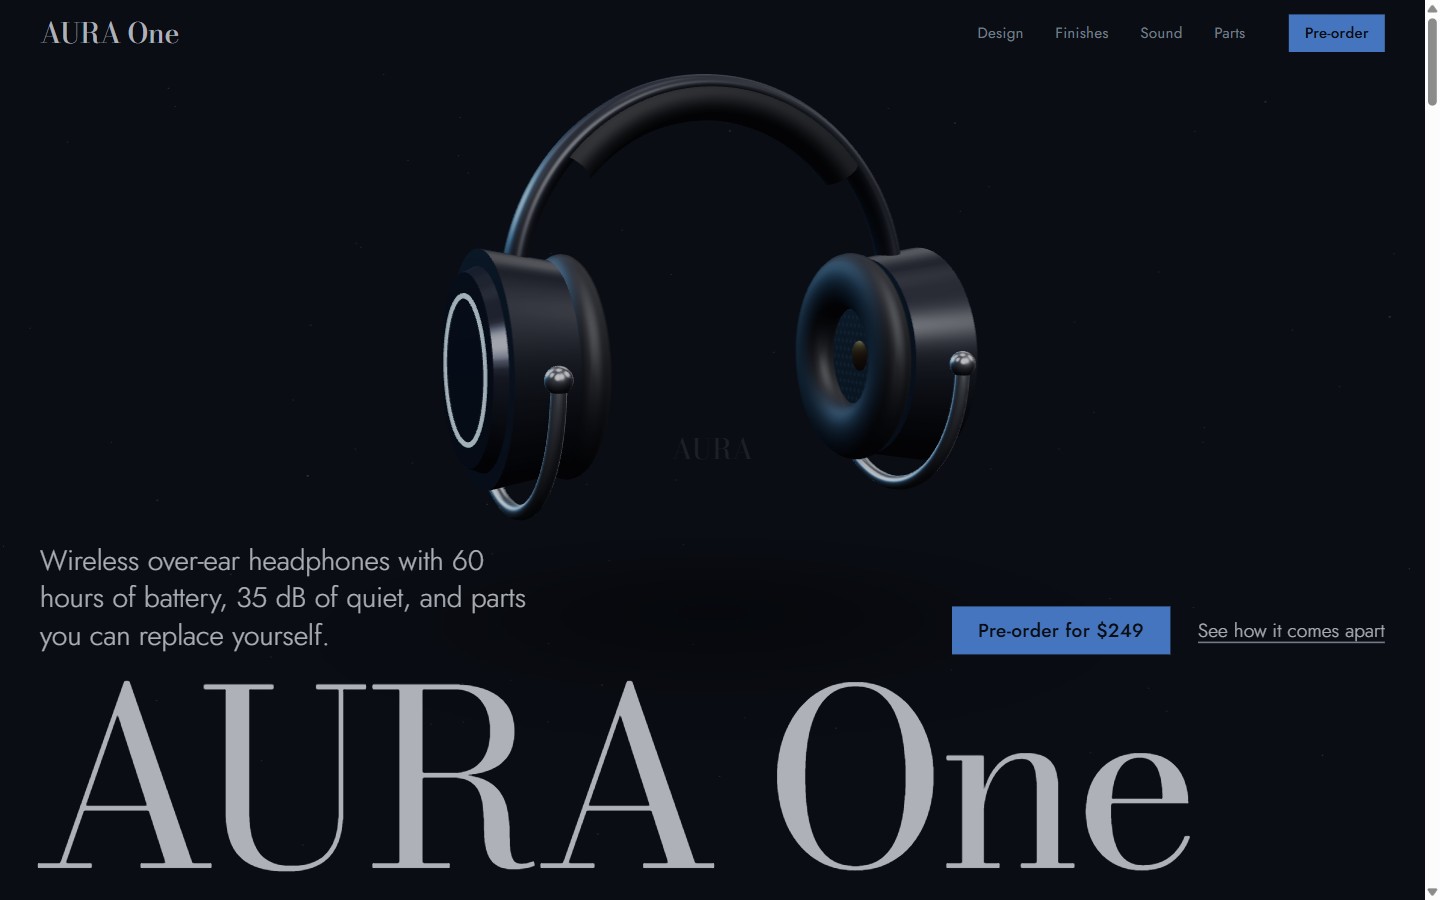 AURA One
Design Finishes Sound Parts Pre-order
AURA
Wireless over-ear headphones with 60
hours of battery, 35 dB of quiet, and parts
you can replace yourself.
Pre-order for $249 See how it comes apart
AURA One